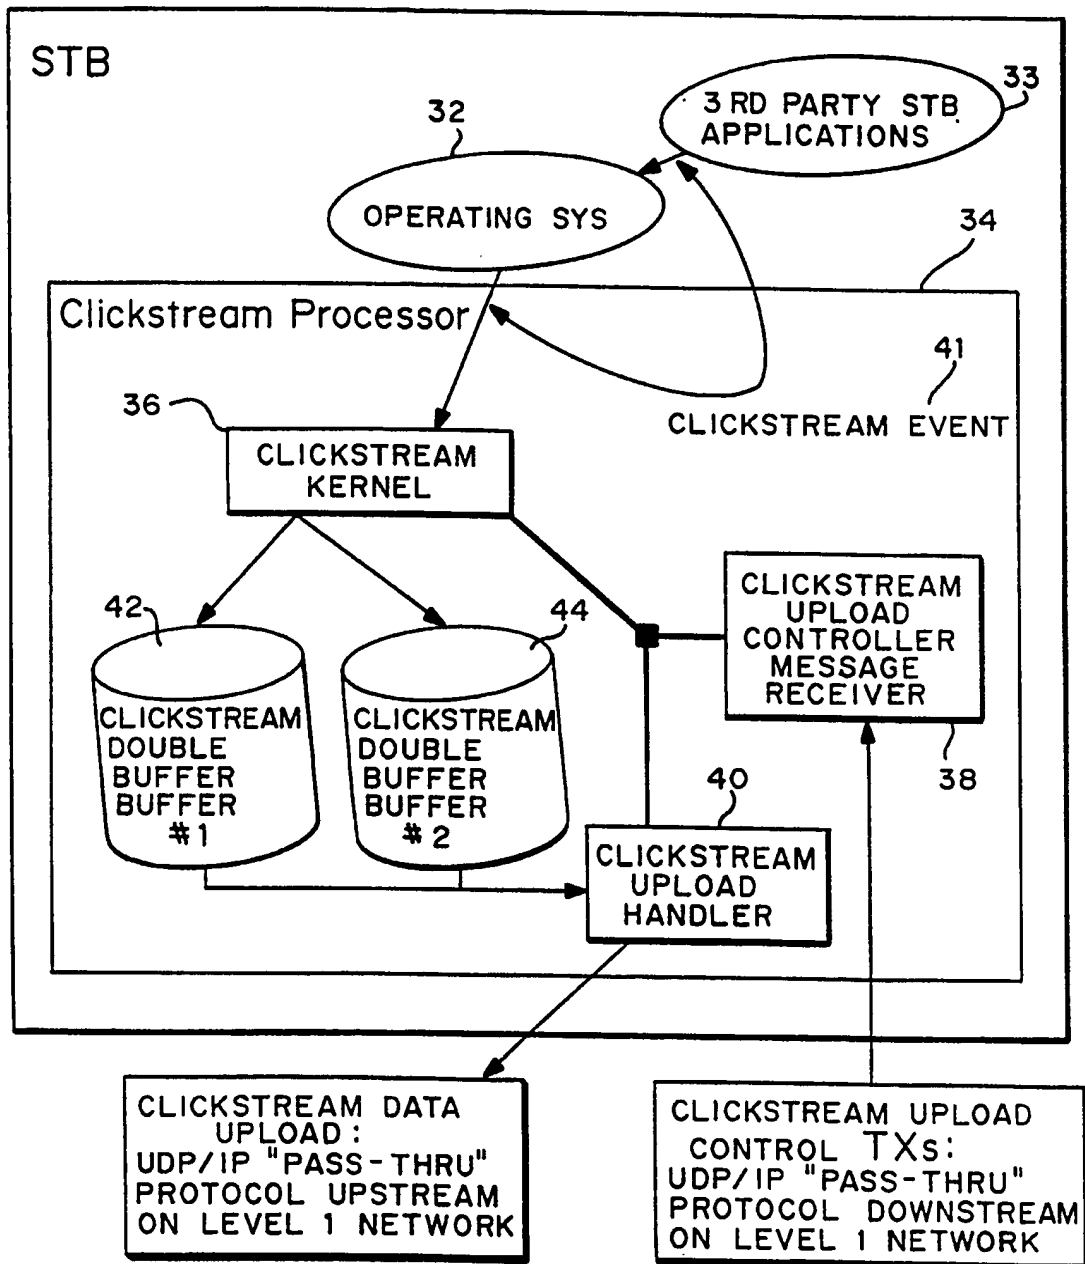 STB
33
3 RD PARTY STB
APPLICATIONS
32
OPERATING SYS
34
Clickstream Processor
41
CLICKSTREAM EVENT
36
CLICKSTREAM
KERNEL
42
CLICKSTREAM
DOUBLE
BUFFER
BUFFER
#1
44
CLICKSTREAM
DOUBLE
BUFFER
BUFFER
#2
CLICKSTREAM
UPLOAD
CONTROLLER
MESSAGE
RECEIVER
38
40
CLICKSTREAM
UPLOAD
HANDLER
CLICKSTREAM DATA
UPLOAD:
UDP/IP "PASS-THRU"
PROTOCOL UPSTREAM
ON LEVEL 1 NETWORK
CLICKSTREAM UPLOAD
CONTROL TXs:
UDP/IP "PASS-THRU"
PROTOCOL DOWNSTREAM
ON LEVEL 1 NETWORK